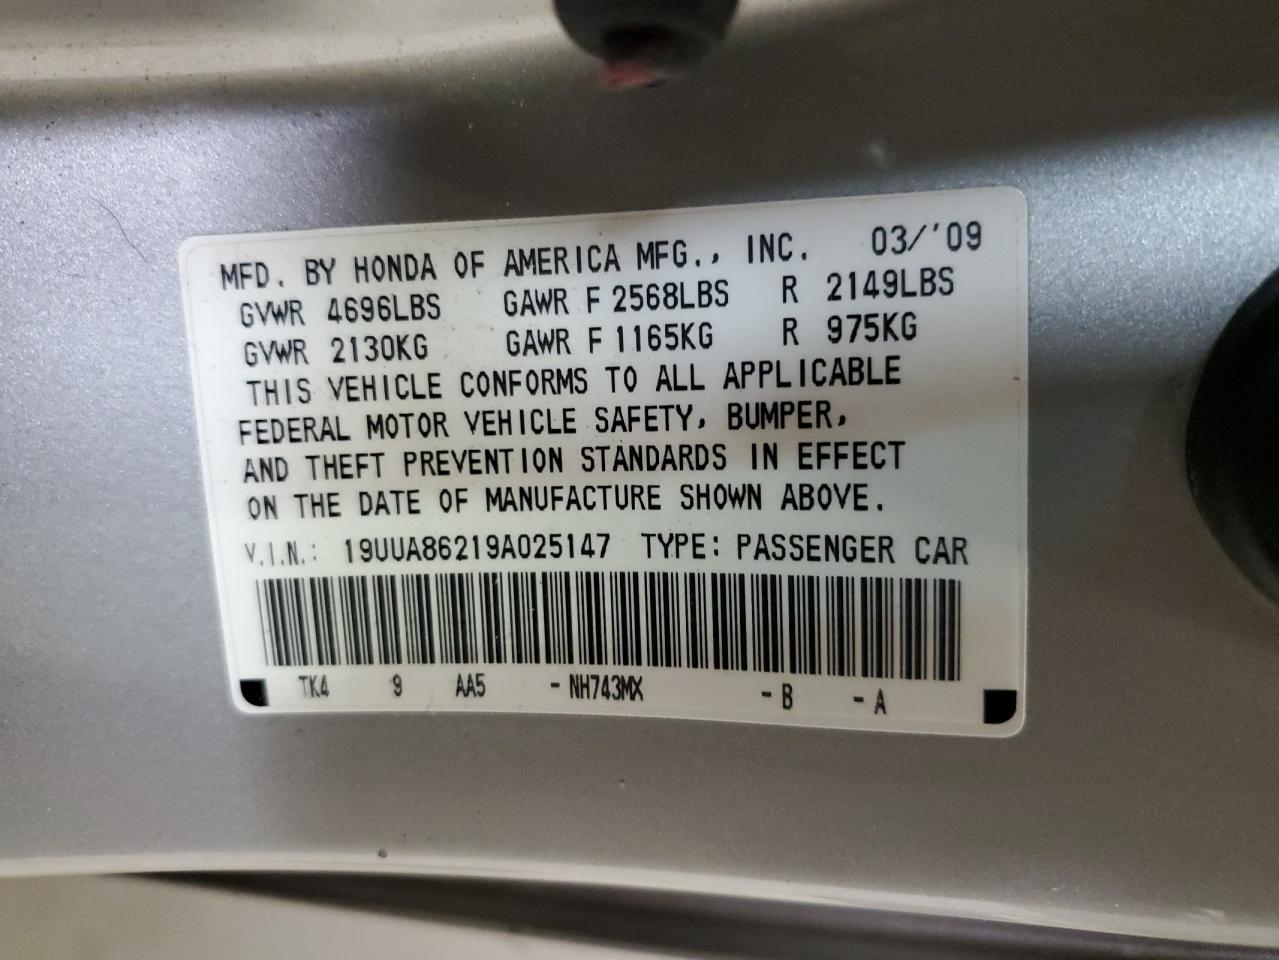 MFD. BY HONDA OF AMERICA MFG., INC. 03/'09
GVWR 4696LBS GAWR F 2568LBS R 2149LBS
GVWR 2130KG GAWR F 1165KG R 975KG
THIS VEHICLE CONFORMS TO ALL APPLICABLE
FEDERAL MOTOR VEHICLE SAFETY, BUMPER,
AND THEFT PREVENTION STANDARDS IN EFFECT
ON THE DATE OF MANUFACTURE SHOWN ABOVE.
V.I.N.: 19UUA86219A025147 TYPE: PASSENGER CAR
TK4 9 AA5 -NH743MX -B -A